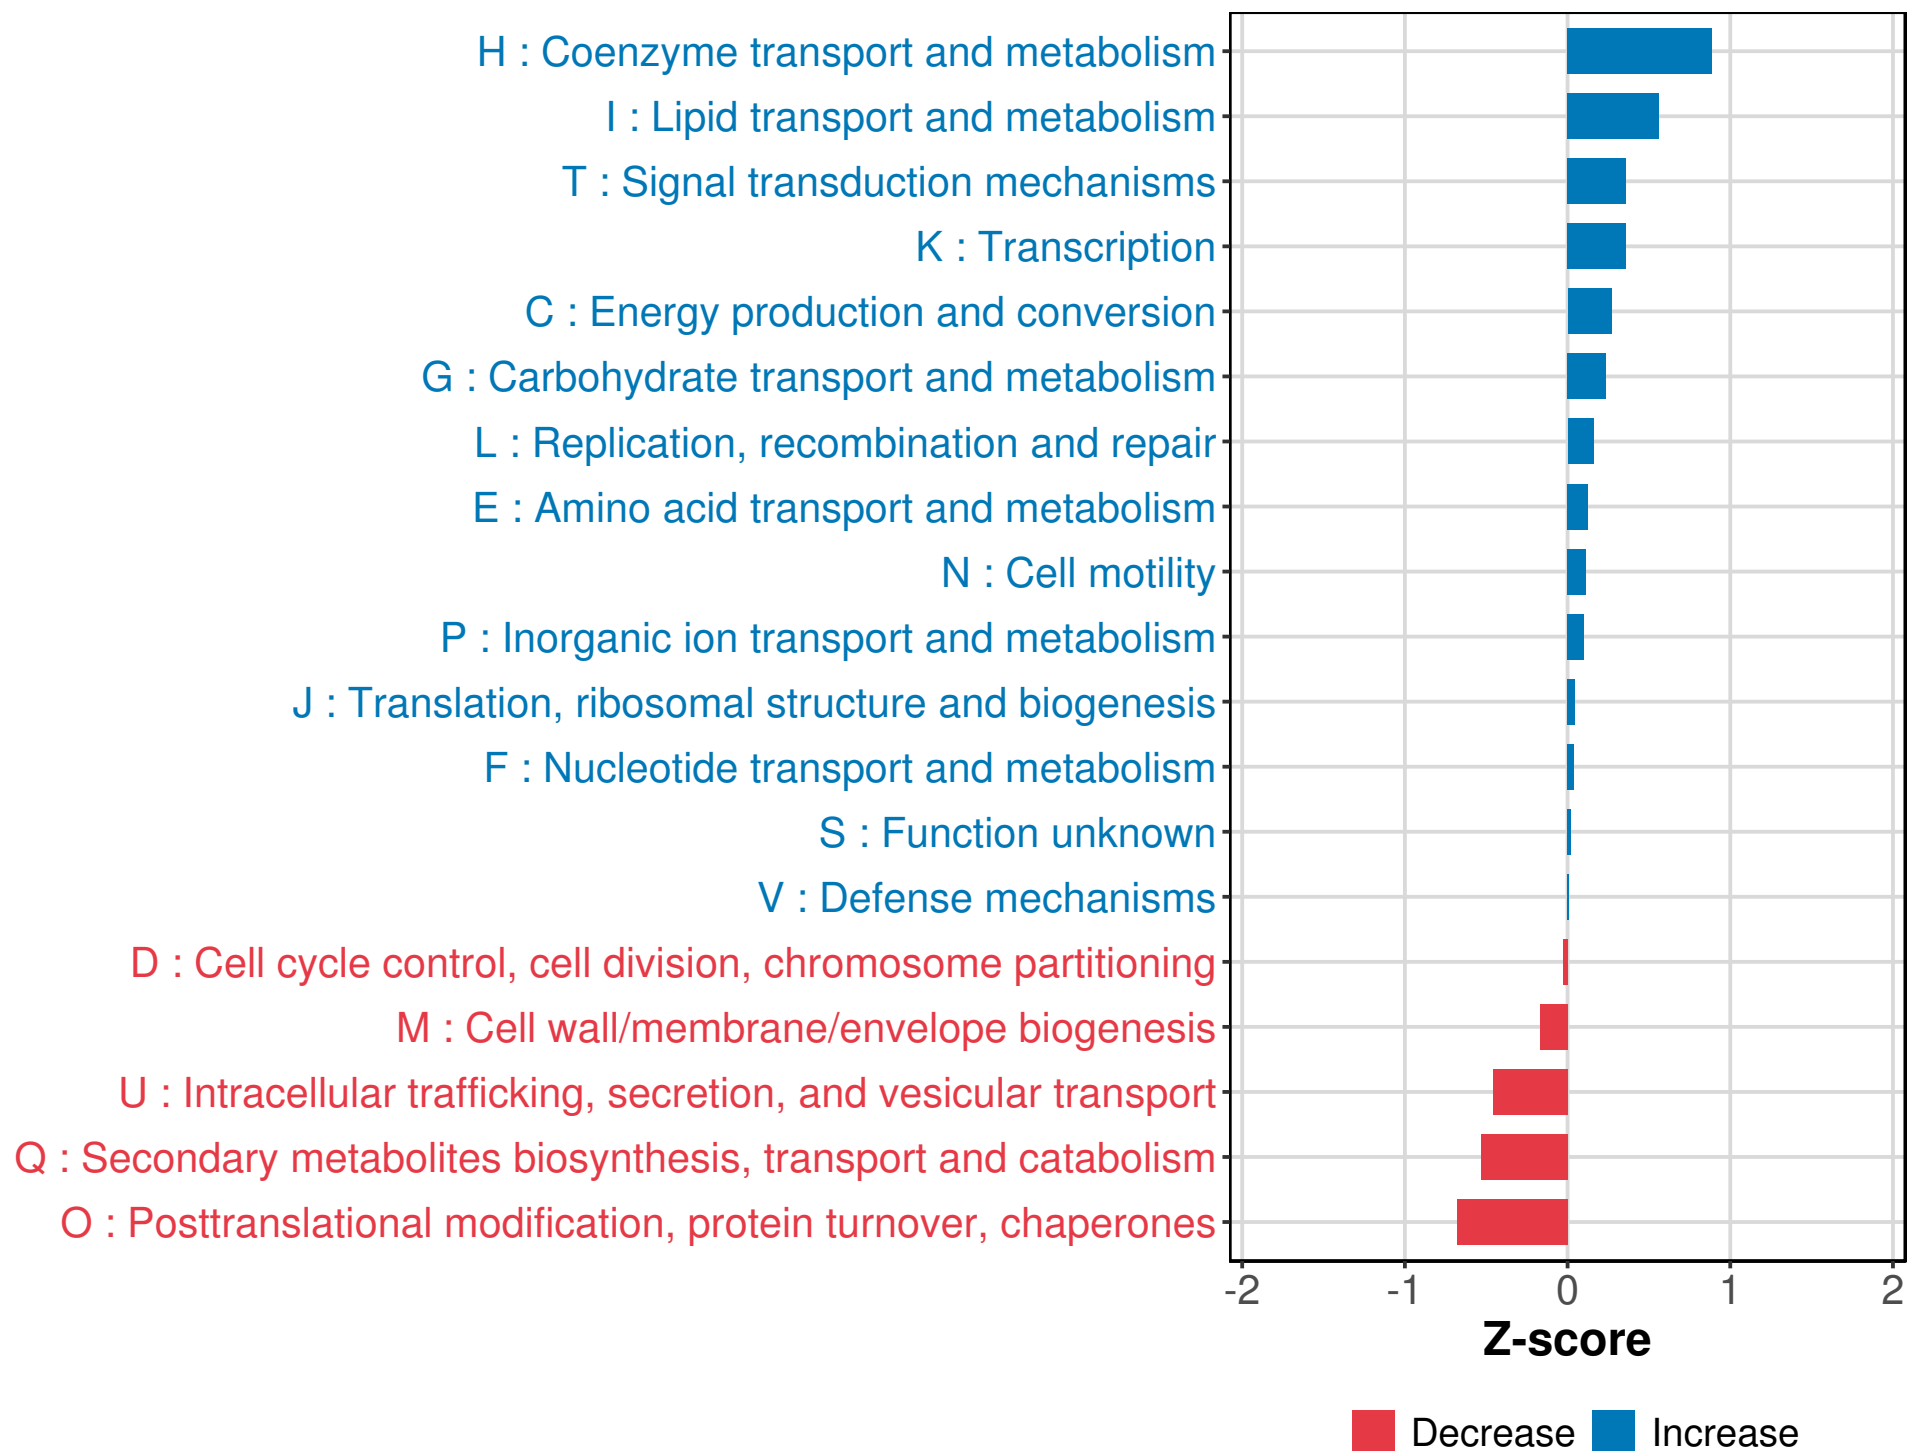 H : Coenzyme transport and metabolism
I : Lipid transport and metabolism
T : Signal transduction mechanisms
K : Transcription
C : Energy production and conversion
G : Carbohydrate transport and metabolism
L : Replication, recombination and repair
E : Amino acid transport and metabolism
N : Cell motility
P : Inorganic ion transport and metabolism
J : Translation, ribosomal structure and biogenesis
F : Nucleotide transport and metabolism
S : Function unknown
V : Defense mechanisms
D : Cell cycle control, cell division, chromosome partitioning
M : Cell wall/membrane/envelope biogenesis
U : Intracellular trafficking, secretion, and vesicular transport
Q : Secondary metabolites biosynthesis, transport and catabolism
O : Posttranslational modification, protein turnover, chaperones
-2 -1 0 1 2
Z-score
Decrease Increase